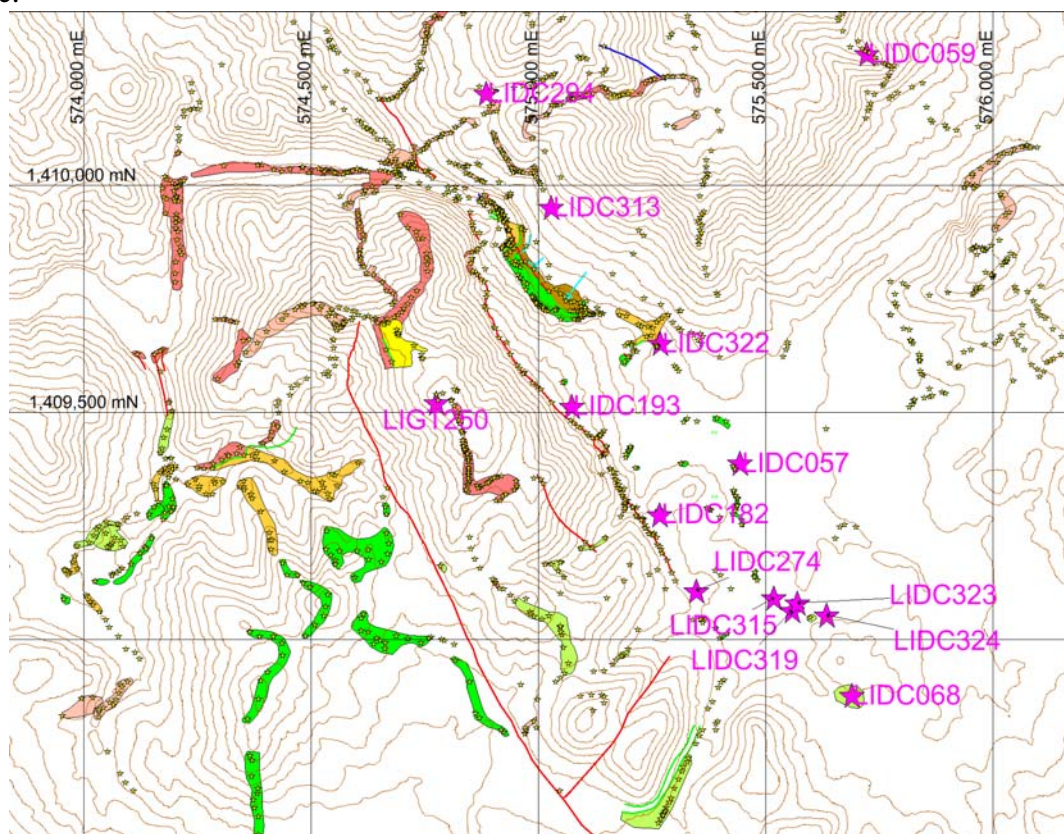 574,000 mE
574,500 mE
575,000 mE
575,500 mE
576,000 mE
LIDC059
LIDC294
1,410,000 mN
LIDC313
LIDC322
1,409,500 mN
LIGT250
LIDC193
LIDC057
LIDC182
LIDC274
LIDC323
LIDC315
LIDC324
LIDC319
LIDC068